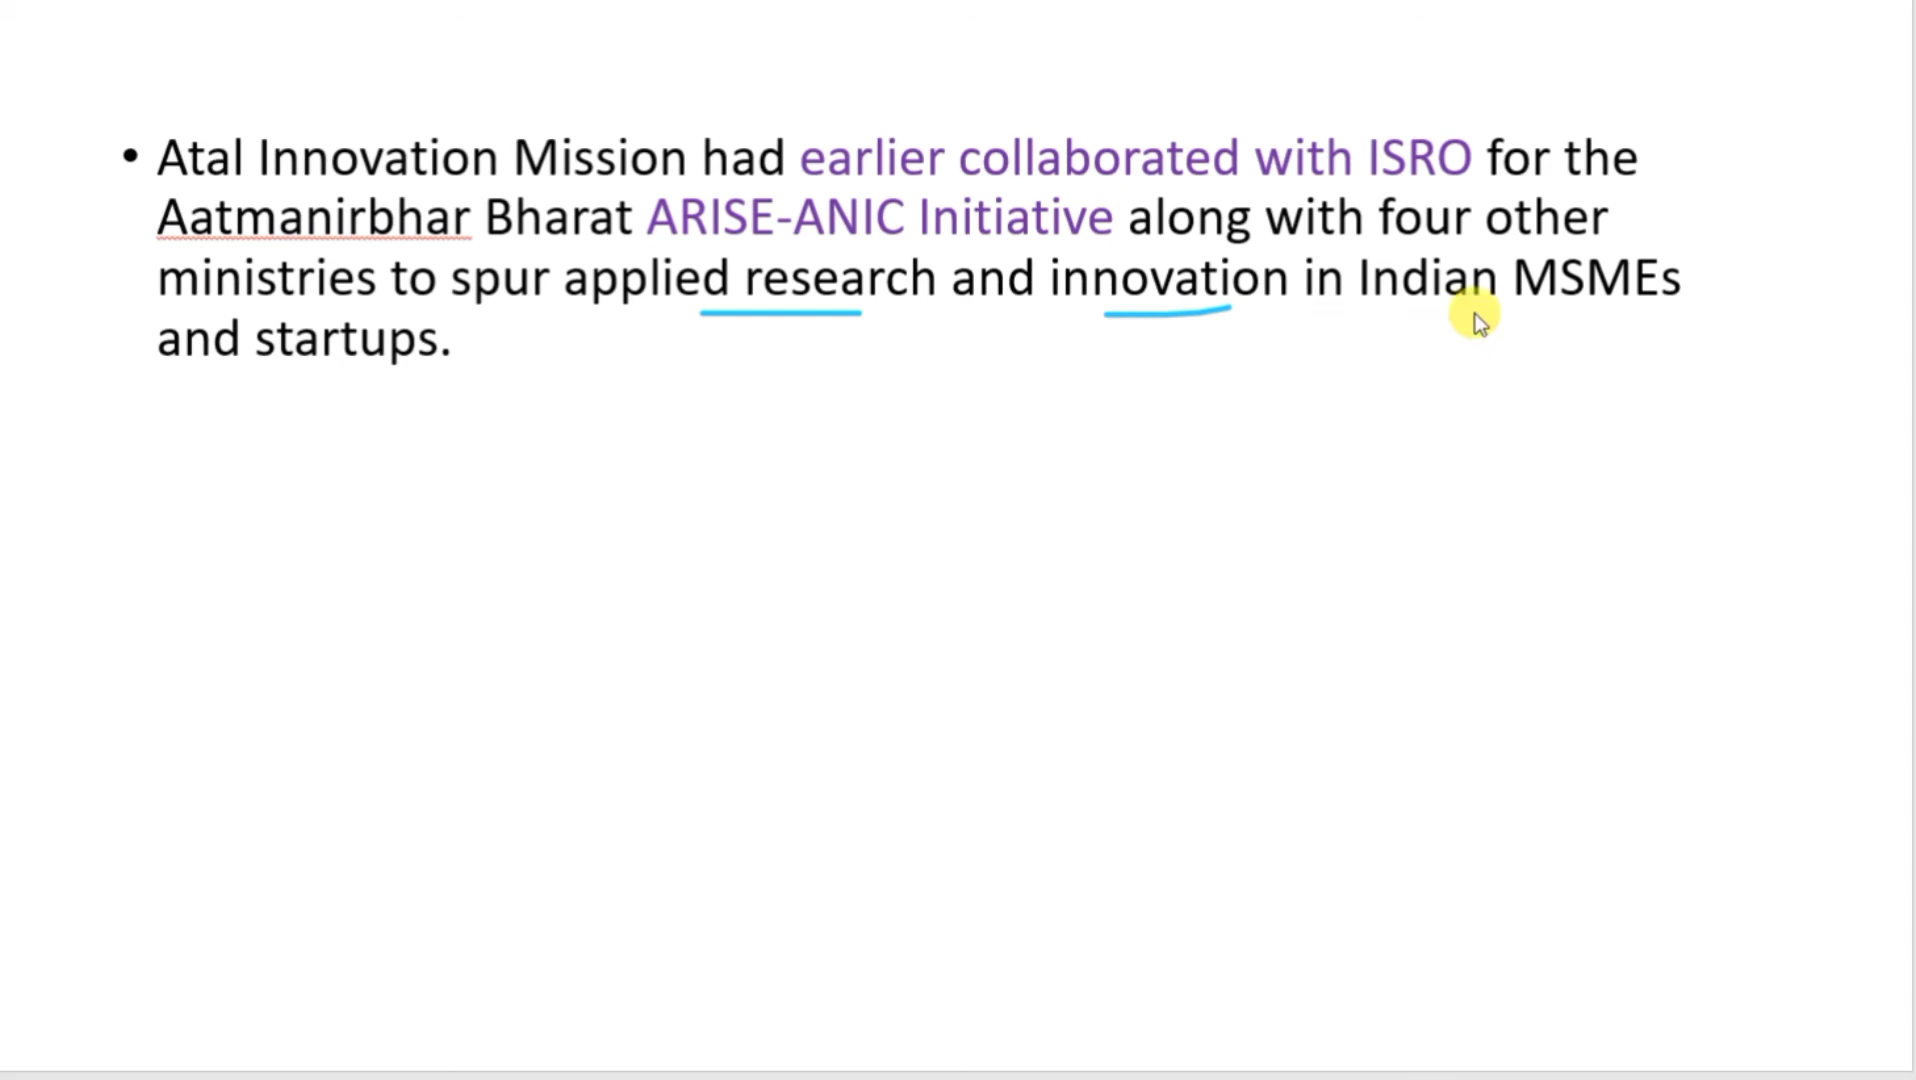 • Atal Innovation Mission had earlier collaborated with ISRO for the
Aatmanirbhar Bharat ARISE-ANIC Initiative along with four other
ministries to spur applied research and innovation in Indian MSMEs
and startups.